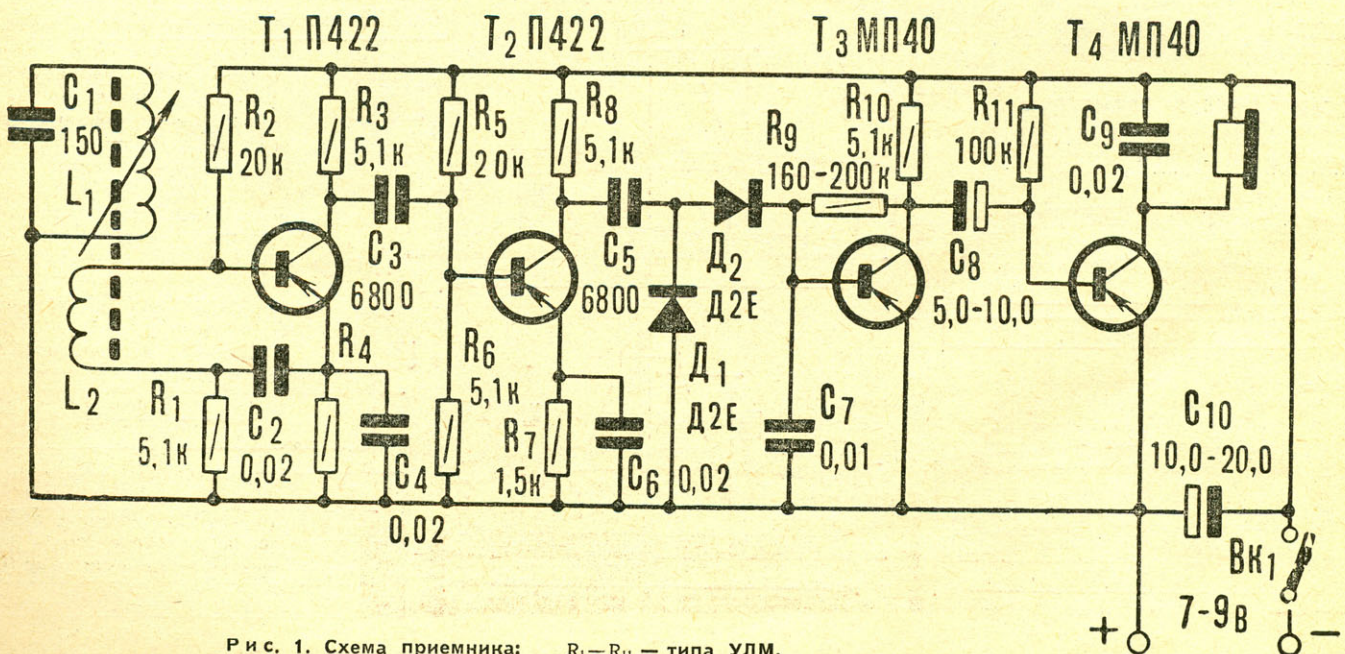 T1 П422
T2 П422
T3 МП40
T4 МП40
C1
150
L1
L2
R2
20к
R3
5,1к
R5
20к
R8
5,1к
R9
160-200к
R10
5,1к
R11
100к
C9
0,02
C3
6800
C5
6800
Д2
Д2Е
C8
5,0-10,0
R1
5,1к
C2
0,02
R4
C4
0,02
R6
5,1к
R7
1,5к
C6
0,02
Д1
Д2Е
C7
0,01
C10
10,0-20,0
Вк1
7-9в
+
−
Рис. 1. Схема приемника: R1—R11 — типа УЛМ.